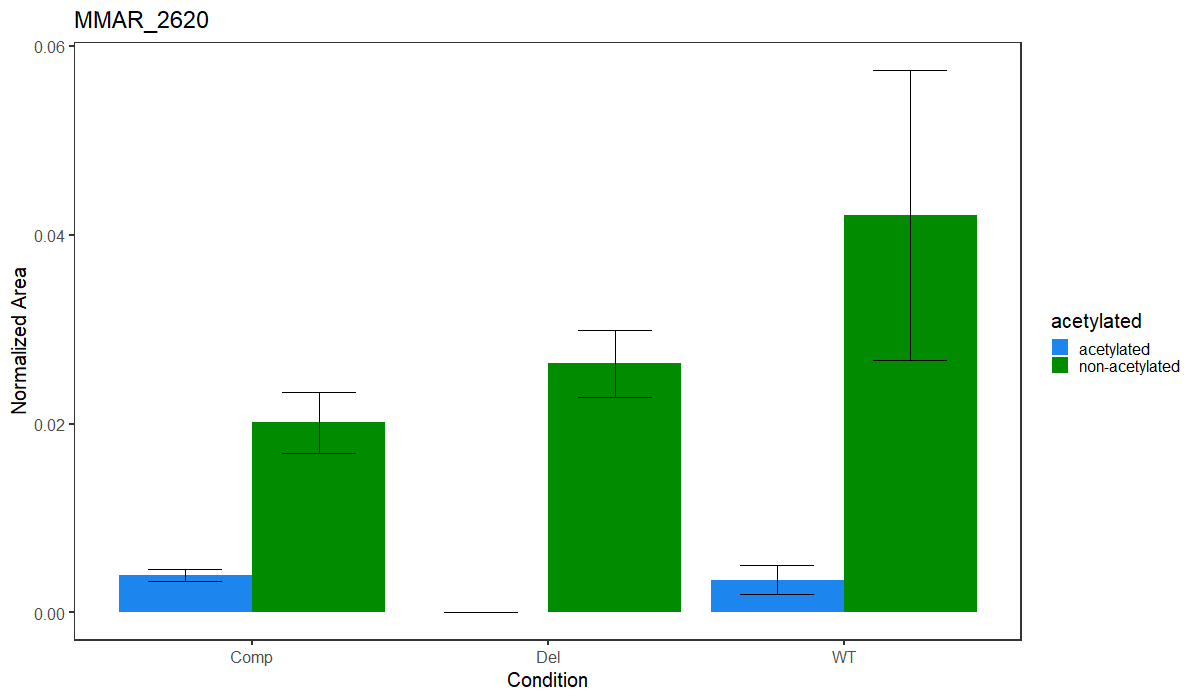 MMAR_2620
0.06
0.04
0.02
0.00
Normalized Area
Comp
Del
WT
Condition
acetylated
acetylated
non-acetylated